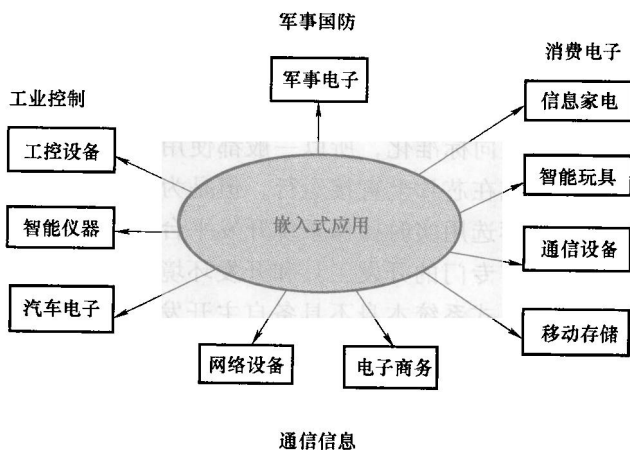 军事国防
军事电子
消费电子
信息家电
工业控制
工控设备
智能玩具
智能仪器
嵌入式应用
通信设备
汽车电子
移动存储
网络设备
电子商务
通信信息